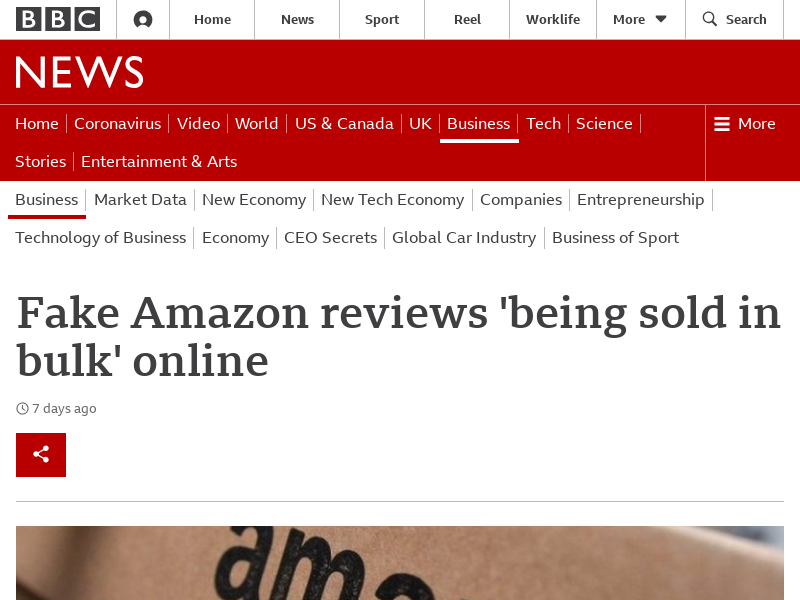 BBC Home News Sport Reel Worklife More Search
NEWS
Home Coronavirus Video World US & Canada UK Business Tech Science More
Stories Entertainment & Arts
Business Market Data New Economy New Tech Economy Companies Entrepreneurship
Technology of Business Economy CEO Secrets Global Car Industry Business of Sport
Fake Amazon reviews 'being sold in
bulk' online
7 days ago
ama